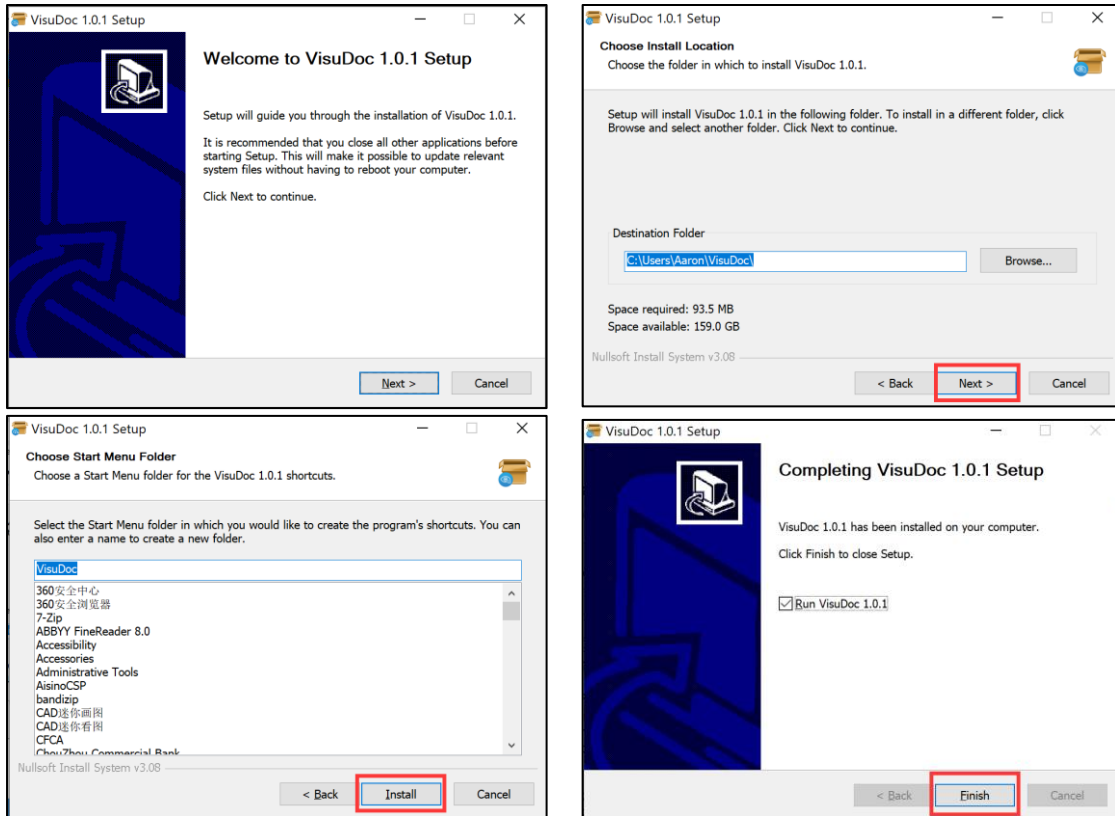 VisuDoc 1.0.1 Setup
Welcome to VisuDoc 1.0.1 Setup
Setup will guide you through the installation of VisuDoc 1.0.1.
It is recommended that you close all other applications before
starting Setup. This will make it possible to update relevant
system files without having to reboot your computer.
Click Next to continue.
Next >
Cancel
VisuDoc 1.0.1 Setup
Choose Install Location
Choose the folder in which to install VisuDoc 1.0.1.
Setup will install VisuDoc 1.0.1 in the following folder. To install in a different folder, click
Browse and select another folder. Click Next to continue.
Destination Folder
C:\Users\Aaron\VisuDoc\
Browse...
Space required: 93.5 MB
Space available: 159.0 GB
Nullsoft Install System v3.08
< Back
Next >
Cancel
VisuDoc 1.0.1 Setup
Choose Start Menu Folder
Choose a Start Menu folder for the VisuDoc 1.0.1 shortcuts.
Select the Start Menu folder in which you would like to create the program's shortcuts. You can
also enter a name to create a new folder.
VisuDoc
360安全中心
360安全浏览器
7-Zip
ABBYY FineReader 8.0
Accessibility
Accessories
Administrative Tools
AisinoCSP
bandizip
CAD迷你画图
CAD迷你看图
CFCA
ChouZhou Commercial Bank
Nullsoft Install System v3.08
< Back
Install
Cancel
VisuDoc 1.0.1 Setup
Completing VisuDoc 1.0.1 Setup
VisuDoc 1.0.1 has been installed on your computer.
Click Finish to close Setup.
Run VisuDoc 1.0.1
< Back
Finish
Cancel